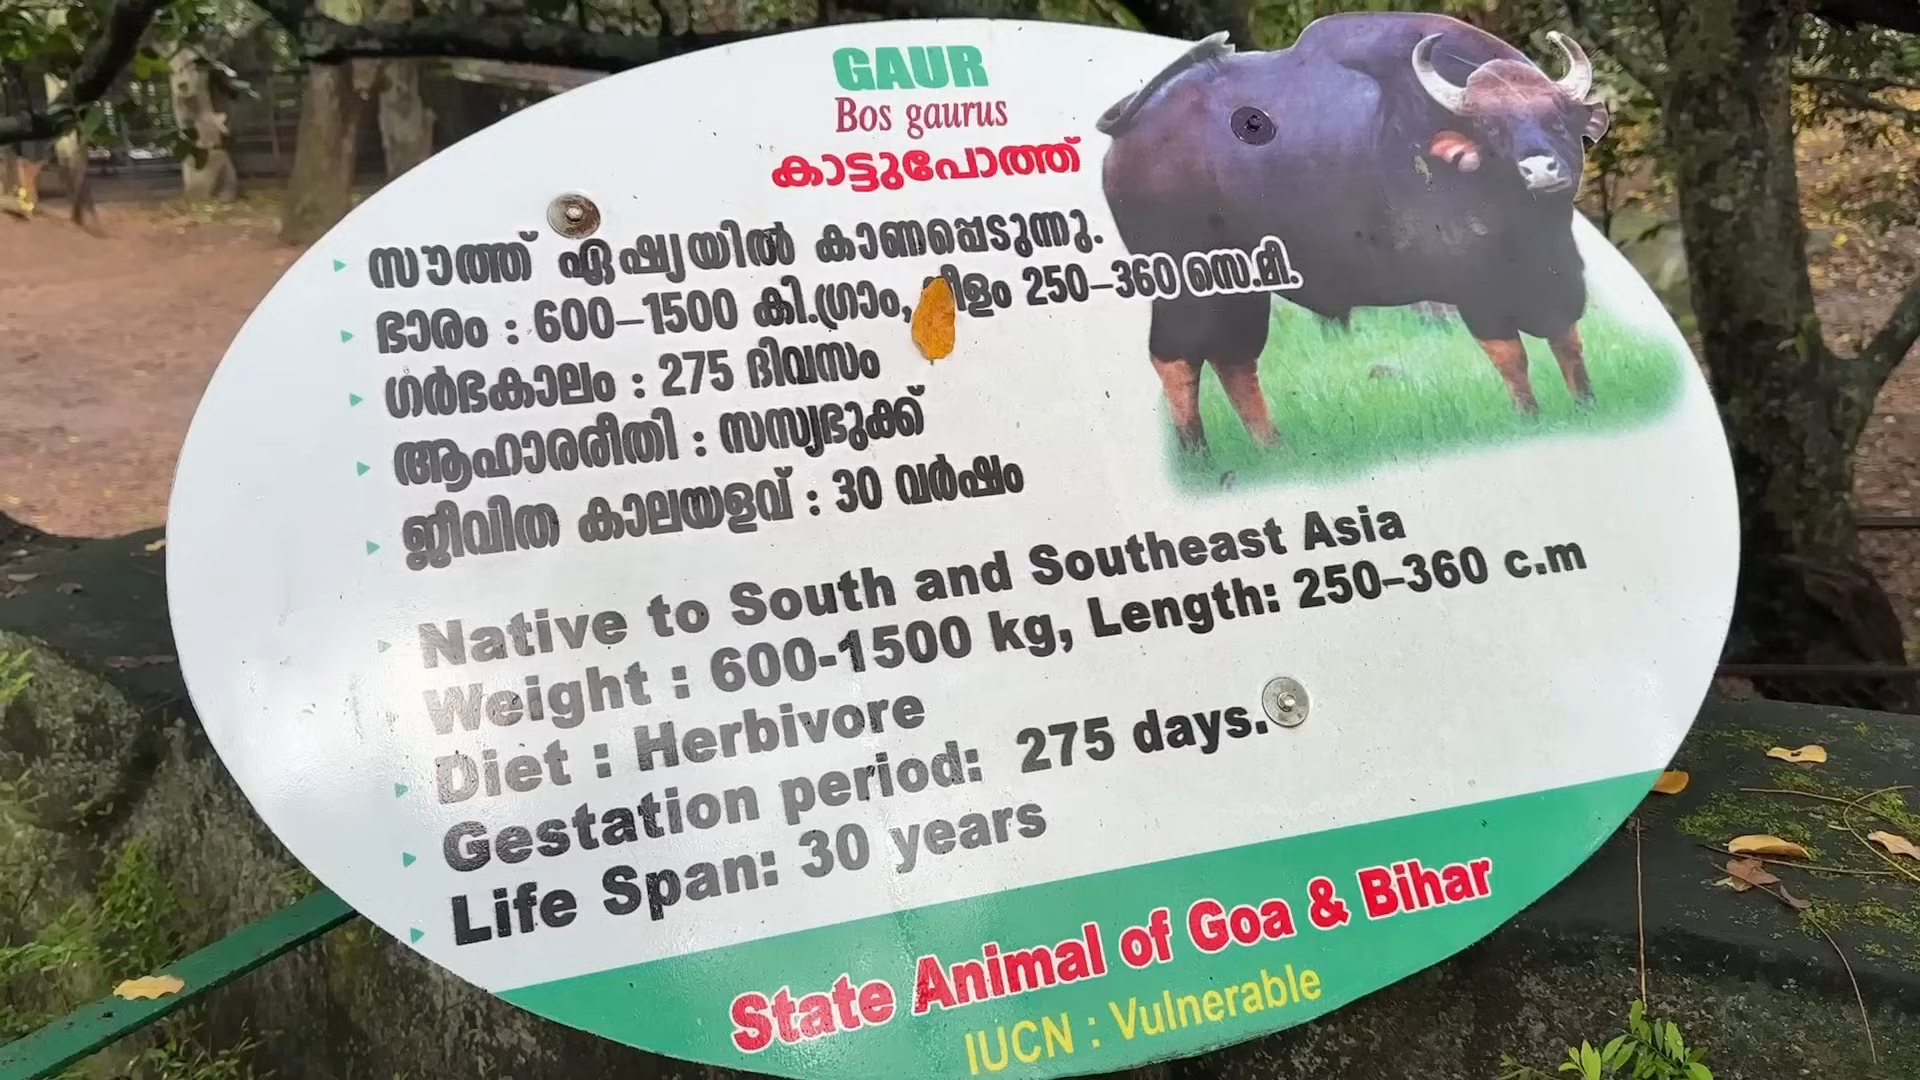 GAUR
Bos gaurus
കാട്ടുപോത്ത്
സൗത്ത് ഏഷ്യയിൽ കാണപ്പെടുന്നു.
ഭാരം : 600–1500 കി.ഗ്രാം, 250–360 സെ.മീ.
ഗർഭകാലം : 275 ദിവസം
ആഹാരരീതി : സസ്യഭുക്ക്
ജീവിത കാലയളവ് : 30 വർഷം
Native to South and Southeast Asia
Weight : 600-1500 kg, Length: 250–360 c.m
Diet : Herbivore
Gestation period: 275 days.
Life Span: 30 years
State Animal of Goa & Bihar
IUCN : Vulnerable